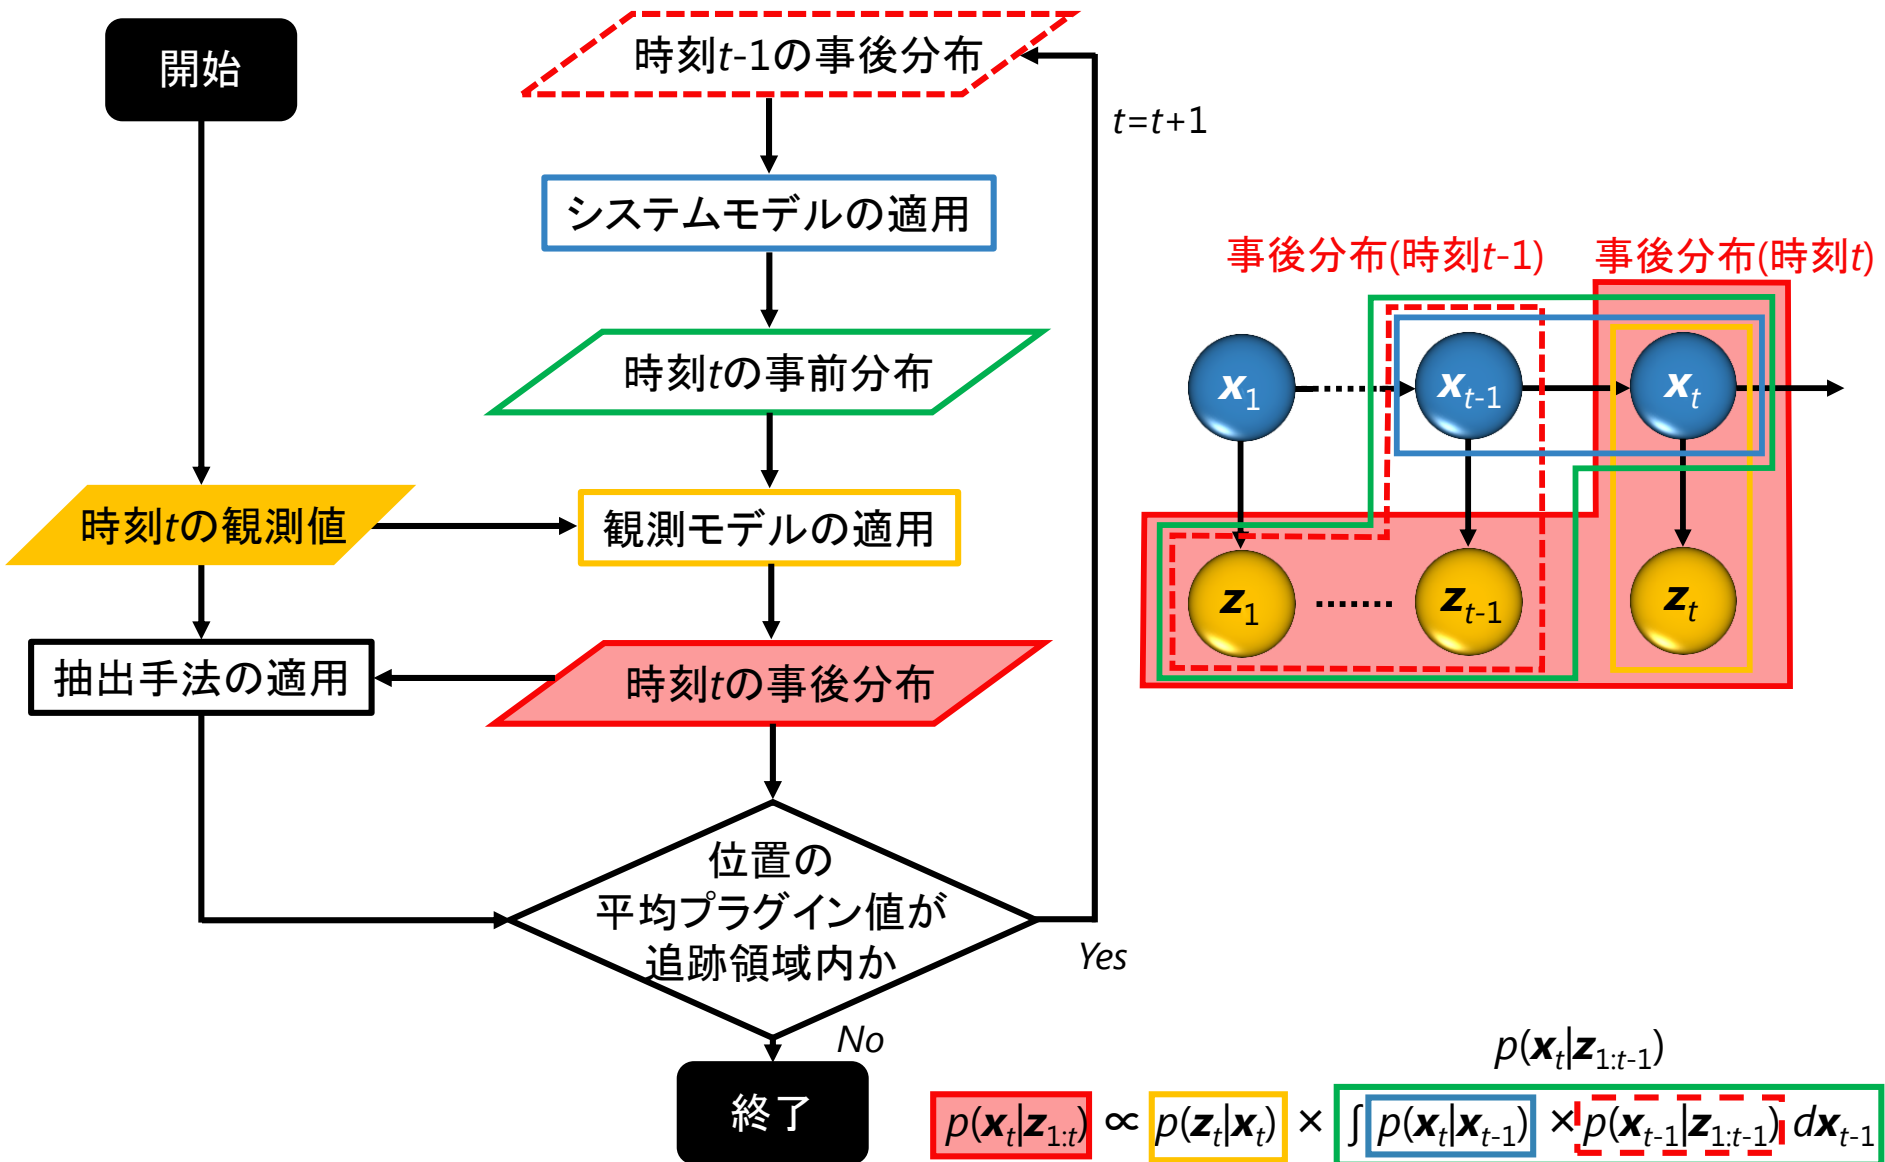 開始
時刻t-1の事後分布
t=t+1
システムモデルの適用
時刻tの事前分布
時刻tの観測値
観測モデルの適用
抽出手法の適用
時刻tの事後分布
位置の
平均プラグイン値が
追跡領域内か
Yes
No
終了
事後分布(時刻t-1)
事後分布(時刻t)
x1
xt-1
xt
z1
zt-1
zt
p(xt|z1:t-1)
p(xt|z1:t) ∝ p(zt|xt) × ∫ p(xt|xt-1) × p(xt-1|z1:t-1) dxt-1